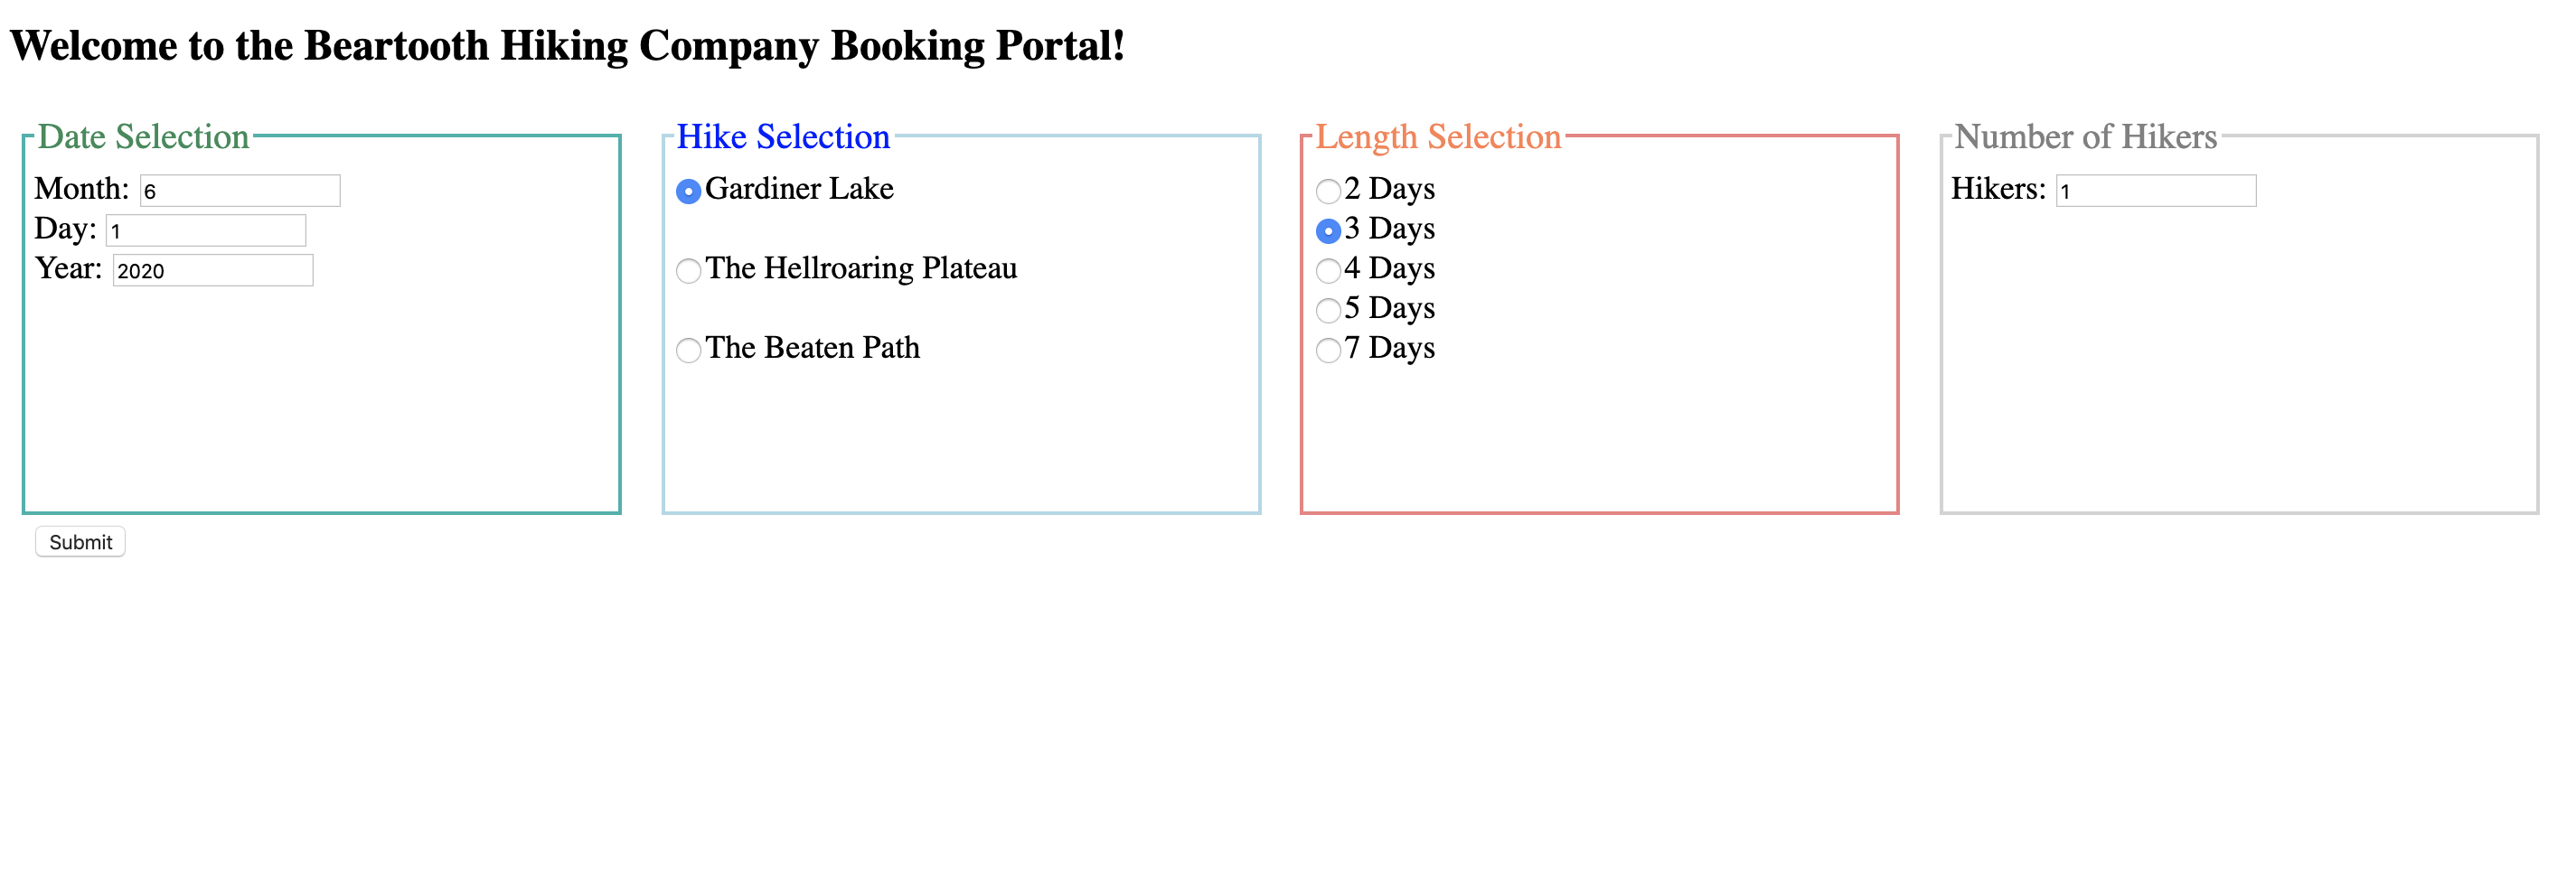 Welcome to the Beartooth Hiking Company Booking Portal!
Date Selection
Month: 6
Day: 1
Year: 2020
Hike Selection
Gardiner Lake
The Hellroaring Plateau
The Beaten Path
Length Selection
2 Days
3 Days
4 Days
5 Days
7 Days
Number of Hikers
Hikers: 1
Submit